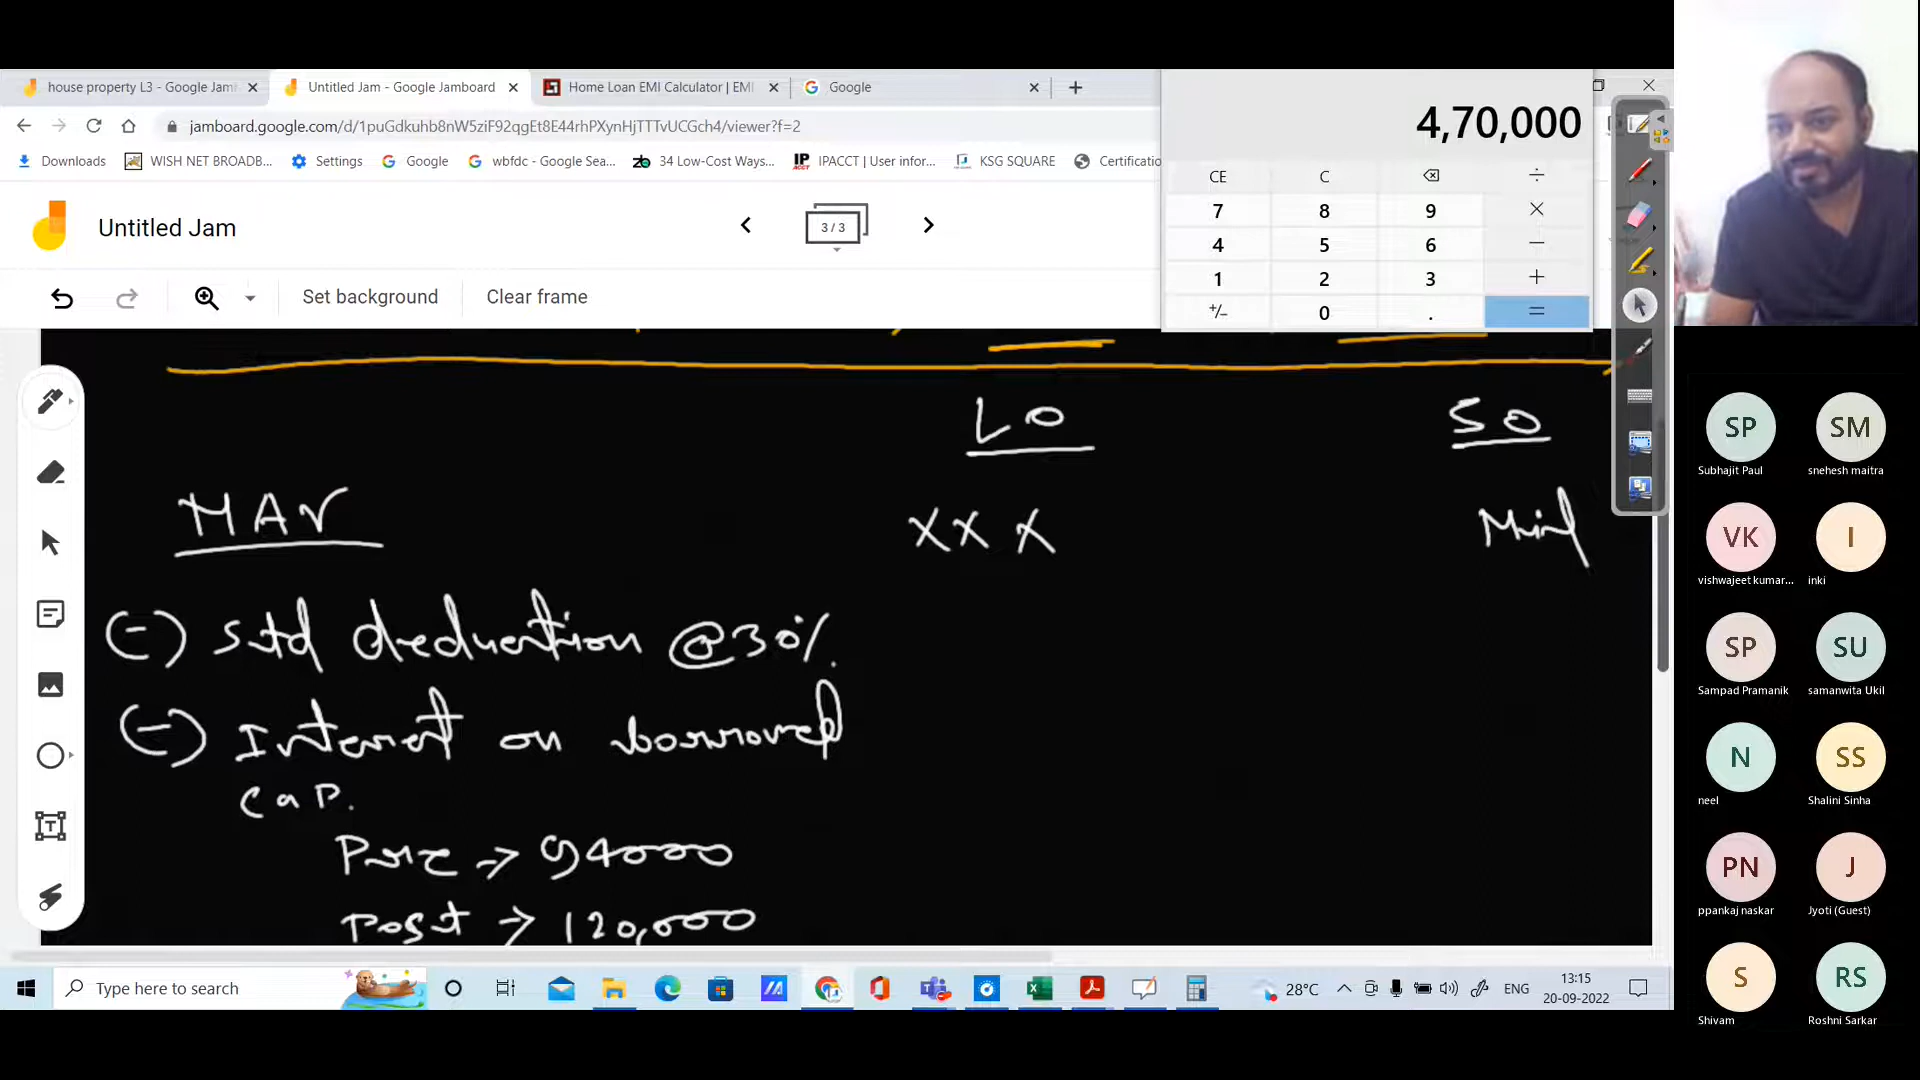 house property L3 - Google Jam
Untitled Jam - Google Jamboard
Home Loan EMI Calculator | EMI
Google
jamboard.google.com/d/1puGdkuhb8nW5ziF92qgEt8E44rhPXynHjTTTvUCGch4/viewer?f=2
Downloads
WISH NET BROADB...
Settings
Google
wbfdc - Google Sea...
34 Low-Cost Ways...
IPACCT | User infor...
KSG SQUARE
Certificatio
4,70,000
CE C ÷
7 8 9 ×
4 5 6 −
1 2 3 +
+/− 0 . =
Untitled Jam
3 / 3
Set background
Clear frame
LO SO
XXX
(-) Std deduction @30%.
(-) Interest on borrowed
cap.
Pre → 94000
Post → 120,000
SP
Subhajit Paul
SM
snehesh maitra
VK
vishwajeet kumar...
I
inki
SP
Sampad Pramanik
SU
samanwita Ukil
N
neel
SS
Shalini Sinha
PN
ppankaj naskar
J
Jyoti (Guest)
S
Shivam
RS
Roshni Sarkar
Type here to search
28°C
ENG
13:15
20-09-2022